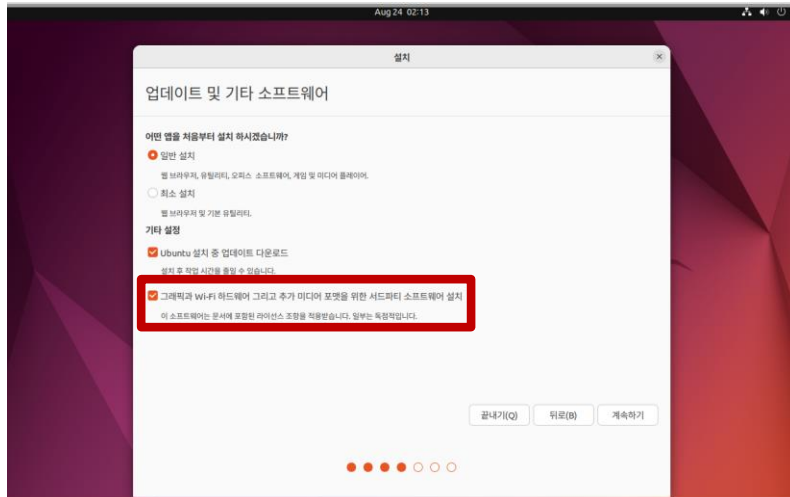 Aug 24 02:13
설치
업데이트 및 기타 소프트웨어
어떤 앱을 처음부터 설치 하시겠습니까?
일반 설치
웹 브라우저, 유틸리티, 오피스 소프트웨어, 게임 및 미디어 플레이어.
최소 설치
웹 브라우저 및 기본 유틸리티.
기타 설정
Ubuntu 설치 중 업데이트 다운로드
설치 후 작업 시간을 줄일 수 있습니다.
그래픽과 Wi-Fi 하드웨어 그리고 추가 미디어 포맷을 위한 서드파티 소프트웨어 설치
이 소프트웨어는 문서에 포함된 라이선스 조항을 적용받습니다. 일부는 독점적입니다.
끝내기(Q) 뒤로(B) 계속하기